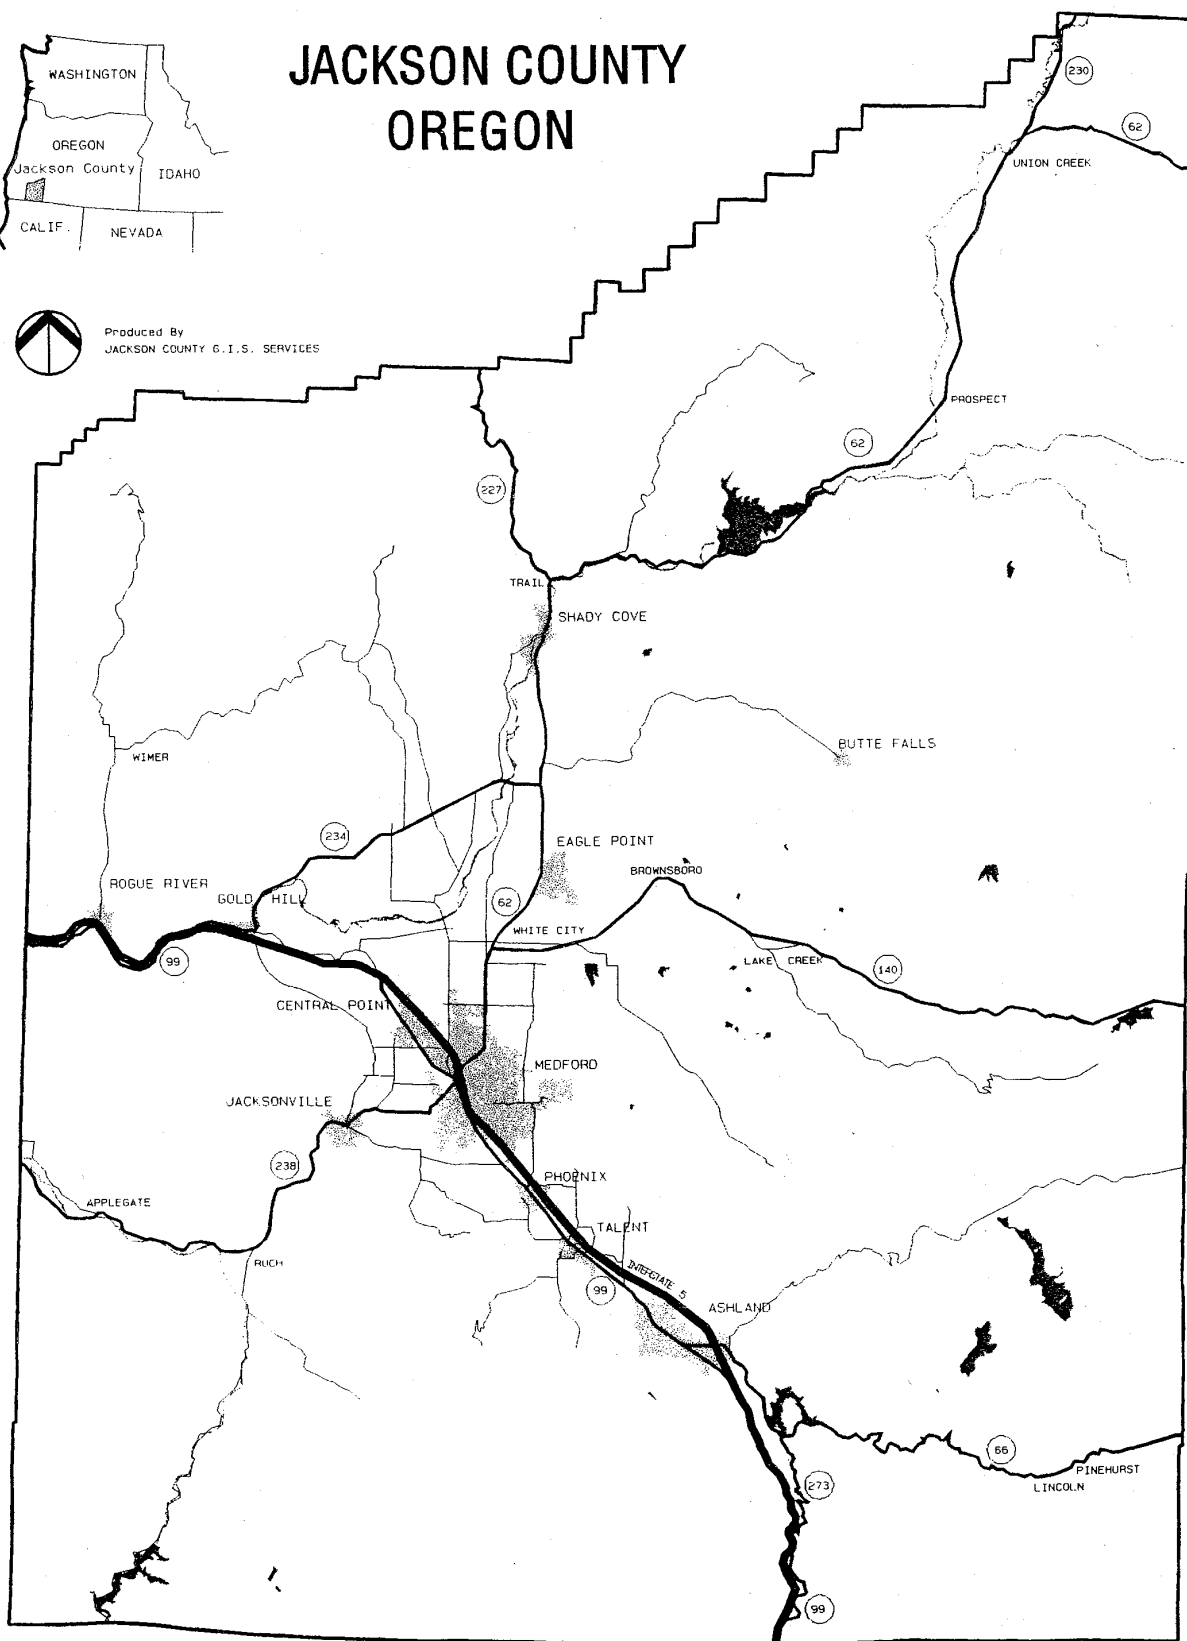 JACKSON COUNTY
OREGON
WASHINGTON
OREGON
Jackson County
IDAHO
CALIF.
NEVADA
Produced By
JACKSON COUNTY G.I.S. SERVICES
230
62
UNION CREEK
PROSPECT
62
227
TRAIL
SHADY COVE
BUTTE FALLS
WIMER
234
EAGLE POINT
BROWNSBORO
ROGUE RIVER
GOLD HILL
62
WHITE CITY
99
LAKE CREEK
140
CENTRAL POINT
MEDFORD
JACKSONVILLE
238
PHOENIX
APPLEGATE
TALENT
RUCH
INTERSTATE 5
99
ASHLAND
66
PINEHURST
LINCOLN
273
99